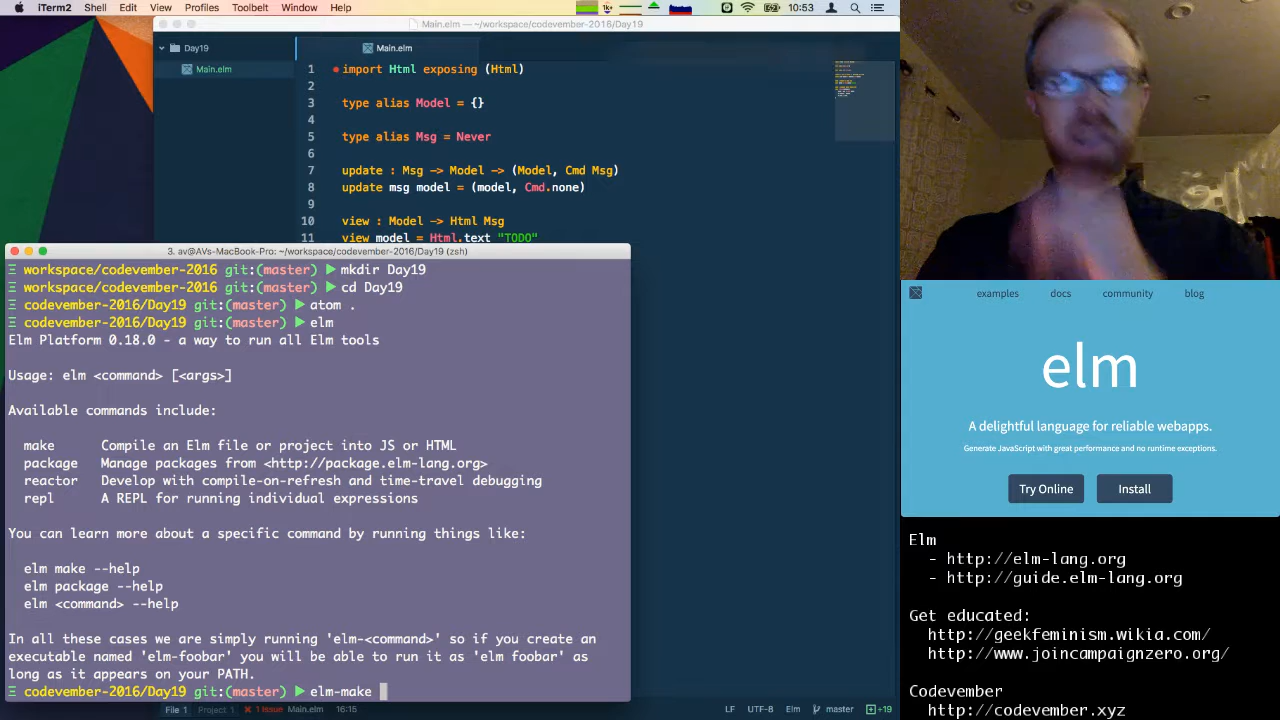 iTerm2 Shell Edit View Profiles Toolbelt Window Help 1k+ 10:53
Main.elm — ~/workspace/codevember-2016/Day19
Day19
Main.elm
Main.elm
1 import Html exposing (Html)
2
3 type alias Model = {}
4
5 type alias Msg = Never
6
7 update : Msg -> Model -> (Model, Cmd Msg)
8 update msg model = (model, Cmd.none)
9
10 view : Model -> Html Msg
11 view model = Html.text "TODO"
3. av@AVs-MacBook-Pro: ~/workspace/codevember-2016/Day19 (zsh)
Ξ workspace/codevember-2016 git:(master) ▶ mkdir Day19
Ξ workspace/codevember-2016 git:(master) ▶ cd Day19
Ξ codevember-2016/Day19 git:(master) ▶ atom .
Ξ codevember-2016/Day19 git:(master) ▶ elm
Elm Platform 0.18.0 - a way to run all Elm tools
Usage: elm <command> [<args>]
Available commands include:
make Compile an Elm file or project into JS or HTML
package Manage packages from <http://package.elm-lang.org>
reactor Develop with compile-on-refresh and time-travel debugging
repl A REPL for running individual expressions
You can learn more about a specific command by running things like:
elm make --help
elm package --help
elm <command> --help
In all these cases we are simply running 'elm-<command>' so if you create an
executable named 'elm-foobar' you will be able to run it as 'elm foobar' as
long as it appears on your PATH.
Ξ codevember-2016/Day19 git:(master) ▶ elm-make
File 1 Project 1 1 Issue Main.elm 16:15 LF UTF-8 Elm master +19
examples docs community blog
elm
A delightful language for reliable webapps.
Generate JavaScript with great performance and no runtime exceptions.
Try Online Install
Elm
- http://elm-lang.org
- http://guide.elm-lang.org
Get educated:
http://geekfeminism.wikia.com/
http://www.joincampaignzero.org/
Codevember
http://codevember.xyz